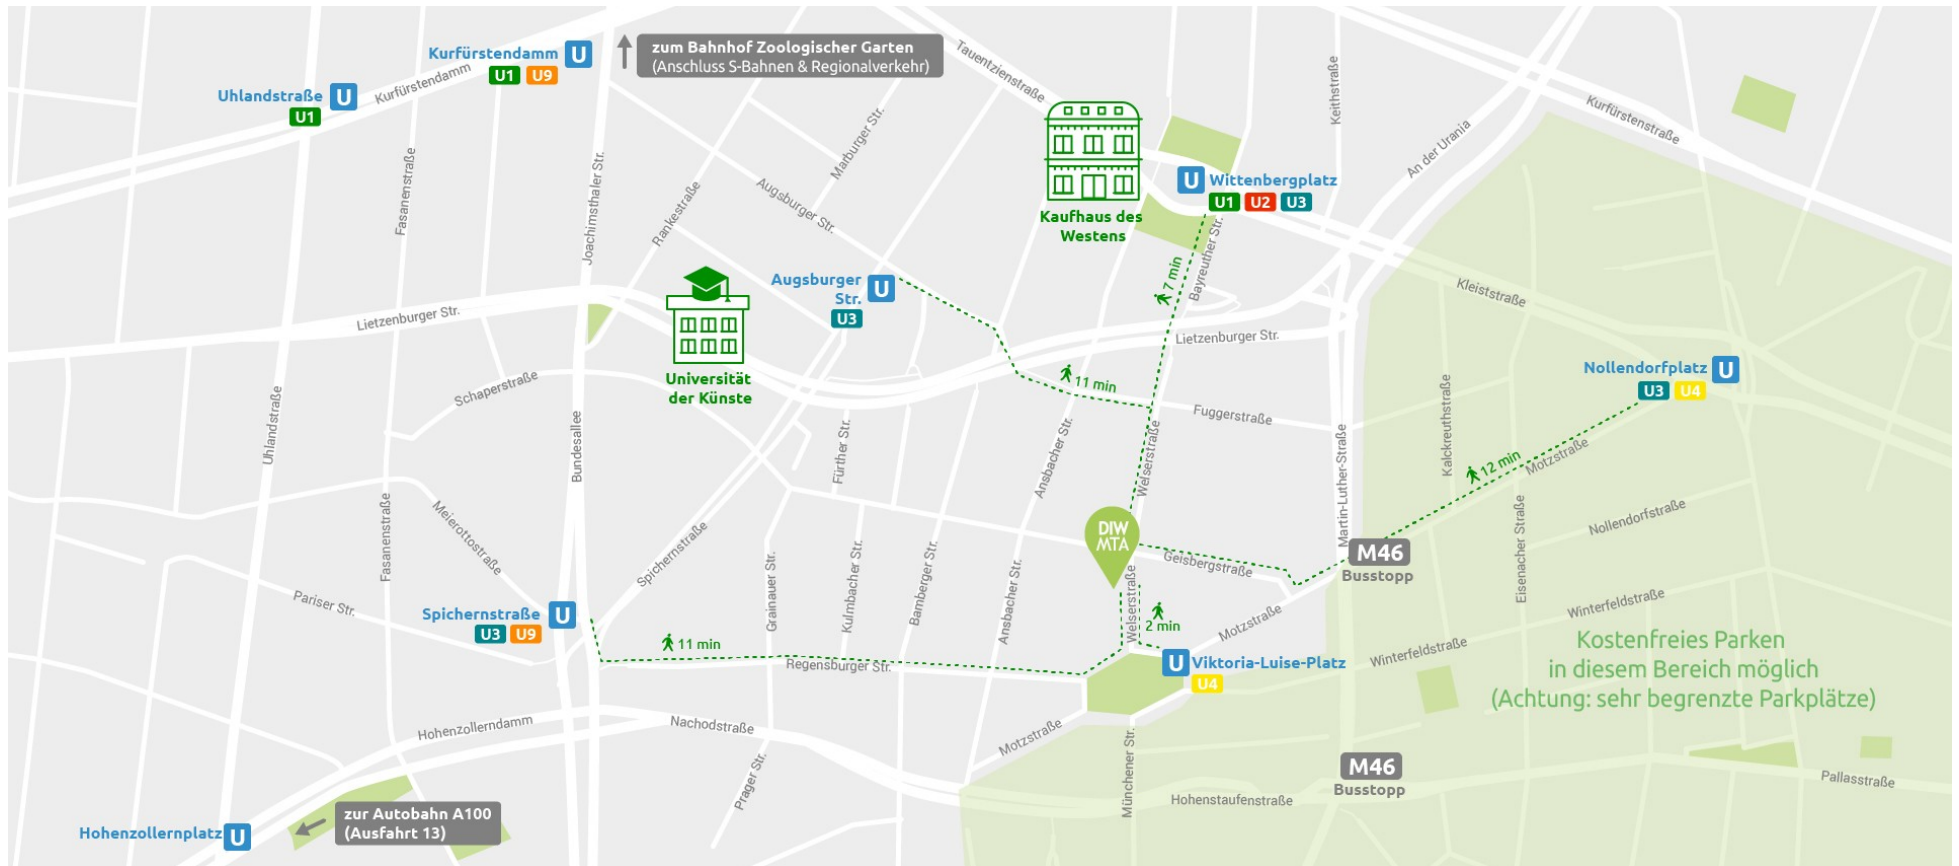 Kurfürstendamm
U
U1 U9
zum Bahnhof Zoologischer Garten
(Anschluss S-Bahnen & Regionalverkehr)
Tauentzienstraße
Keithstraße
Kurfürstenstraße
Uhlandstraße
U
U1
Kurfürstendamm
Fasanenstraße
Joachimsthaler Str.
Rankestraße
Marburger Str.
Augsburger Str.
An der Urania
U
Wittenbergplatz
U1 U2 U3
Kaufhaus des
Westens
Bayreuther Str.
7 min
Augsburger
Str.
U
U3
Kleiststraße
Lietzenburger Str.
Lietzenburger Str.
Universität
der Künste
Schaperstraße
11 min
Nollendorfplatz
U
U3 U4
Uhlandstraße
Bundesallee
Fürther Str.
Ansbacher Str.
Welserstraße
Fuggerstraße
Martin-Luther-Straße
Kalckreuthstraße
12 min
Motzstraße
Fasanenstraße
Meierottostraße
Spichernstraße
DIW
MTA
Geisbergstraße
M46
Busstopp
Eisenacher Straße
Nollendorfstraße
Pariser Str.
Spichernstraße
U
U3 U9
11 min
Grainauer Str.
Kulmbacher Str.
Bamberger Str.
Ansbacher Str.
Welserstraße
2 min
Motzstraße
Winterfeldstraße
Winterfeldstraße
Regensburger Str.
U
Viktoria-Luise-Platz
U4
Kostenfreies Parken
in diesem Bereich möglich
(Achtung: sehr begrenzte Parkplätze)
Hohenzollerndamm
Nachodstraße
Motzstraße
Prager Str.
Münchener Str.
M46
Busstopp
Hohenstaufenstraße
Pallasstraße
Hohenzollernplatz
U
zur Autobahn A100
(Ausfahrt 13)